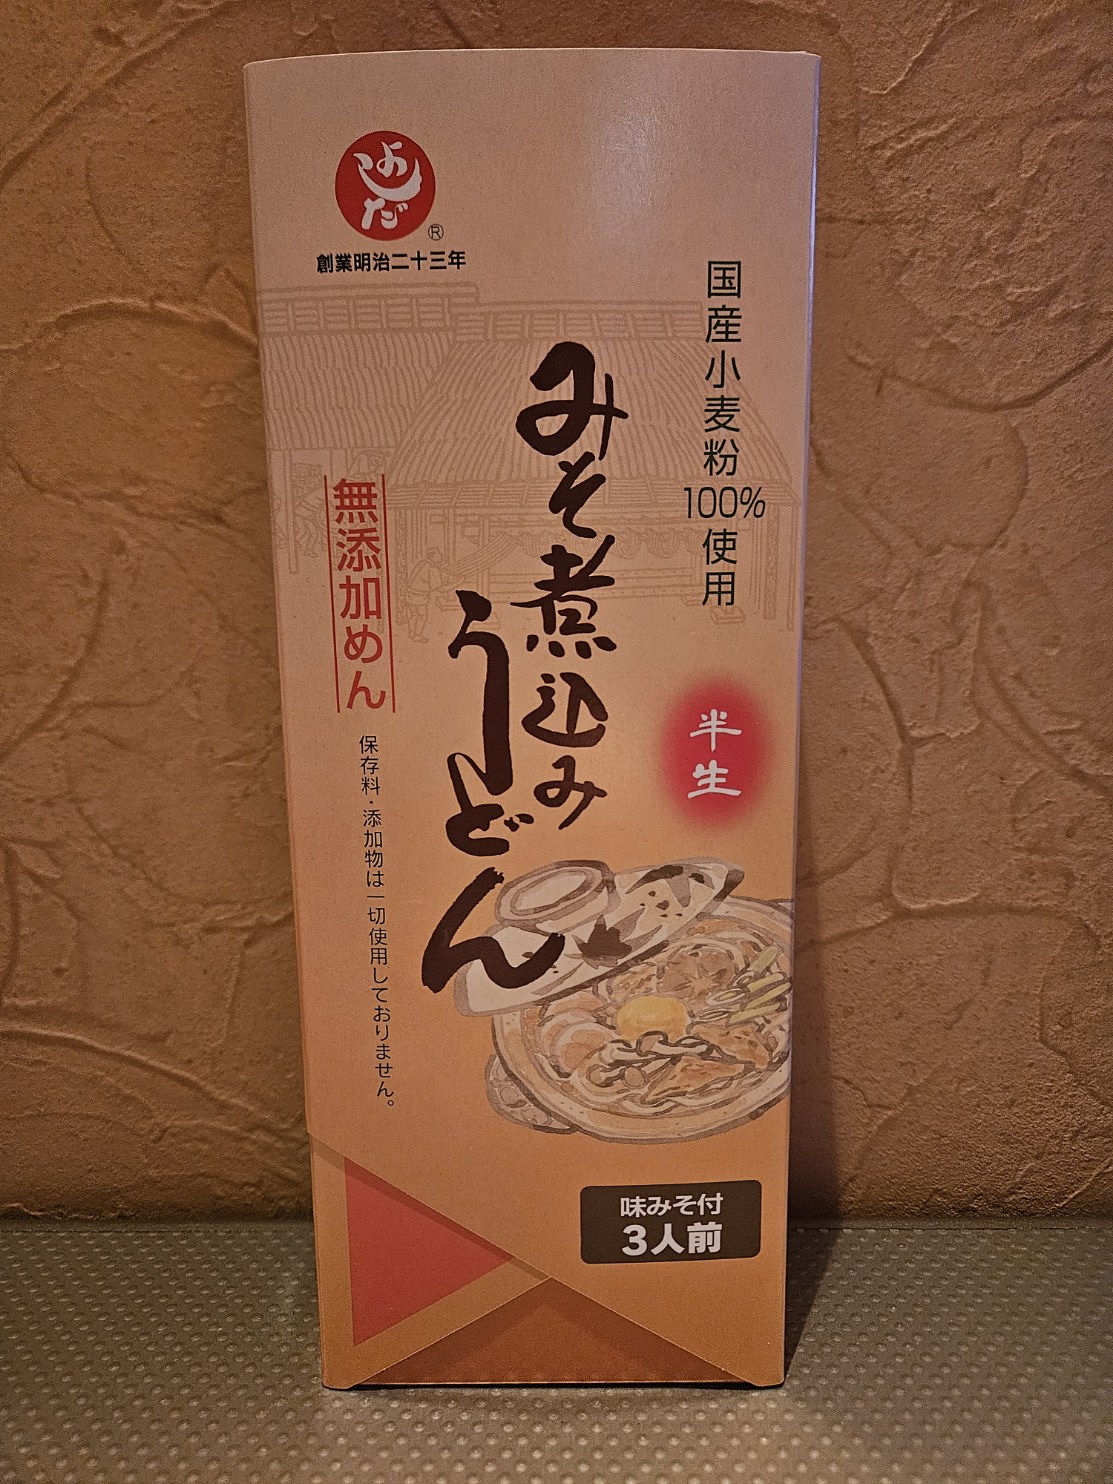 よしだ
®
創業明治二十三年
国産小麦粉100%使用
みそ煮込み
うどん
半生
無添加めん
保存料・添加物は一切使用しておりません。
味みそ付
3人前